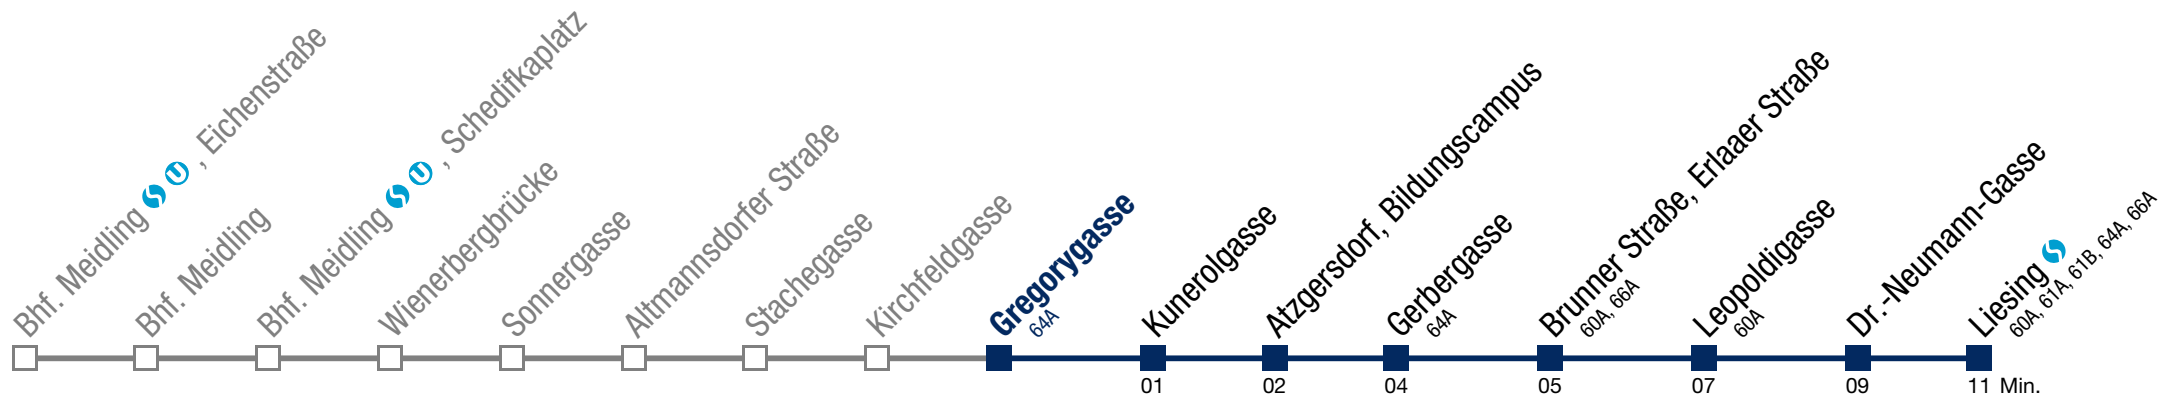 Bhf. Meidling S U , Eichenstraße
Bhf. Meidling
Bhf. Meidling S U , Schedifkaplatz
Wienerbergbrücke
Sonnergasse
Altmannsdorfer Straße
Stachegasse
Kirchfeldgasse
Gregorygasse
64A
Kunerolgasse
Atzgersdorf, Bildungscampus
Gerbergasse
64A
Brunner Straße, Erlaaer Straße
60A, 66A
Leopoldigasse
60A
Dr.-Neumann-Gasse
Liesing S
60A, 61A, 61B, 64A, 66A
01 02 04 05 07 09 11 Min.